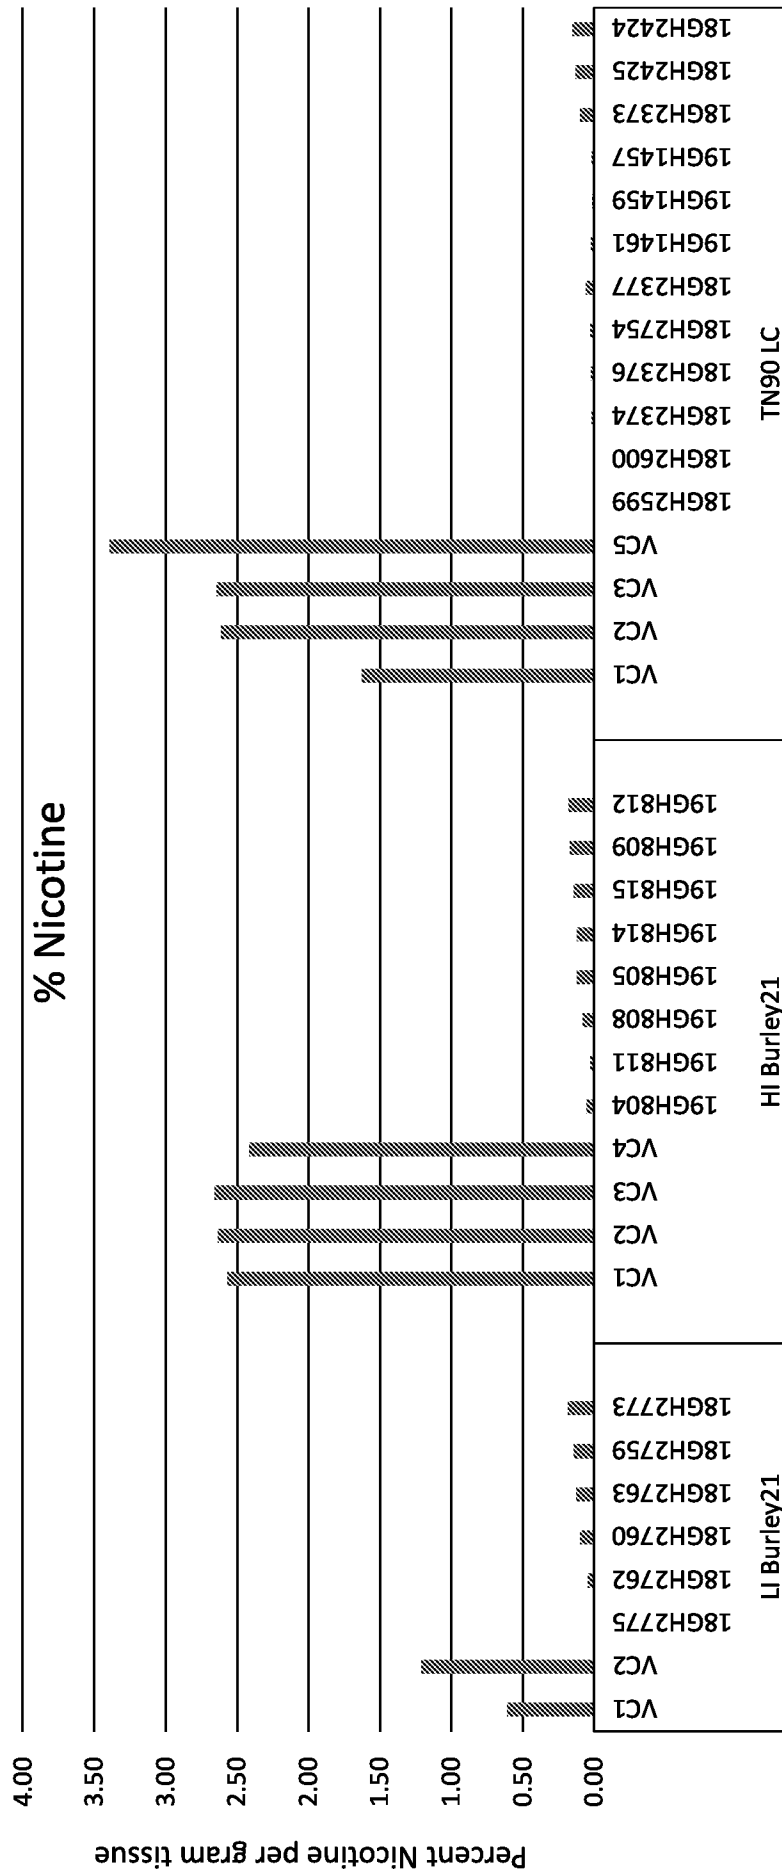 % Nicotine
Percent Nicotine per gram tissue
4.00
3.50
3.00
2.50
2.00
1.50
1.00
0.50
0.00
VC1
VC2
18GH2775
18GH2762
18GH2760
18GH2763
18GH2759
18GH2773
VC1
VC2
VC3
VC4
19GH804
19GH811
19GH808
19GH805
19GH814
19GH815
19GH809
19GH812
VC1
VC2
VC3
VC5
18GH2599
18GH2600
18GH2374
18GH2376
18GH2754
18GH2377
19GH1461
19GH1459
19GH1457
18GH2373
18GH2425
18GH2424
LI Burley21
HI Burley21
TN90 LC